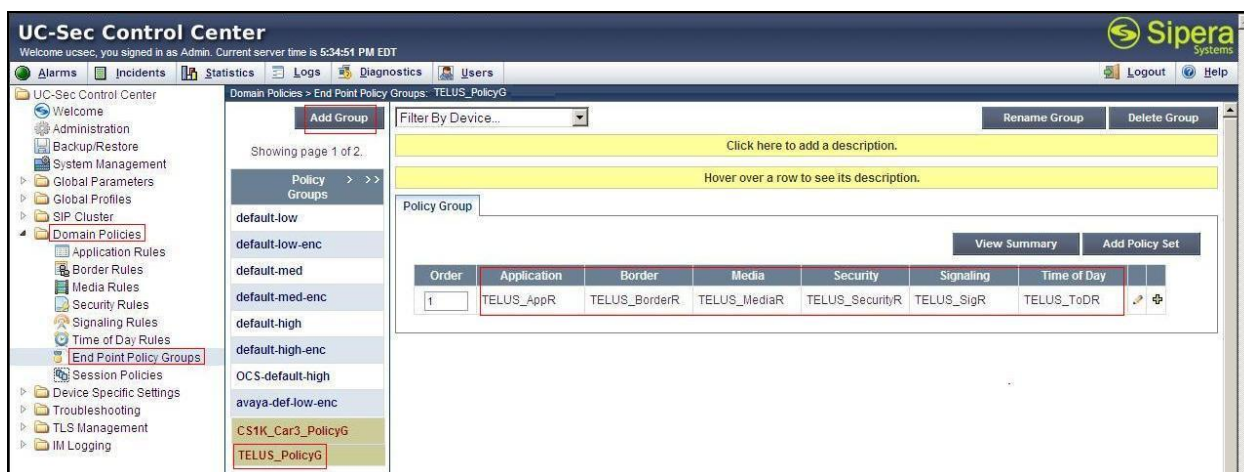 UC-Sec Control Center
Welcome ucsec, you signed in as Admin. Current server time is 5:34:51 PM EDT
Sipera
Systems
Alarms Incidents Statistics Logs Diagnostics Users Logout Help
UC-Sec Control Center
Welcome
Administration
Backup/Restore
System Management
Global Parameters
Global Profiles
SIP Cluster
Domain Policies
Application Rules
Border Rules
Media Rules
Security Rules
Signaling Rules
Time of Day Rules
End Point Policy Groups
Session Policies
Device Specific Settings
Troubleshooting
TLS Management
IM Logging
Domain Policies > End Point Policy Groups: TELUS_PolicyG
Add Group
Showing page 1 of 2.
Policy Groups > >>
default-low
default-low-enc
default-med
default-med-enc
default-high
default-high-enc
OCS-default-high
avaya-def-low-enc
CS1K_Car3_PolicyG
TELUS_PolicyG
Filter By Device...
Rename Group Delete Group
Click here to add a description.
Hover over a row to see its description.
Policy Group
View Summary Add Policy Set
Order Application Border Media Security Signaling Time of Day
1 TELUS_AppR TELUS_BorderR TELUS_MediaR TELUS_SecurityR TELUS_SigR TELUS_ToDR